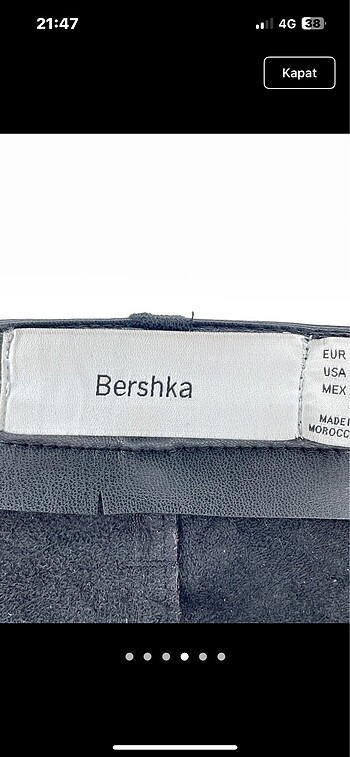 21:47
4G 38
Kapat
Bershka
EUR
USA
MEX
MADE I
MOROCC